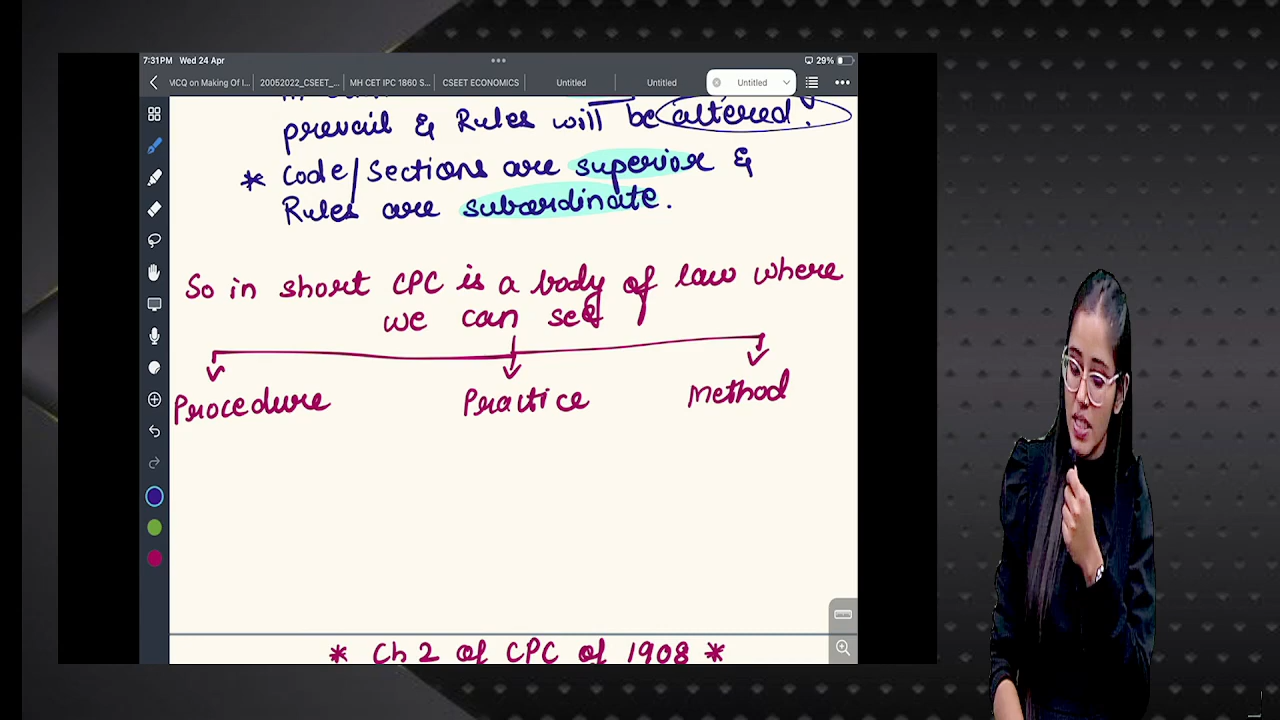 7:31PM Wed 24 Apr
29%
MCQ on Making Of I...
20052022_CSEET_...
MH CET IPC 1860 S...
CSEET ECONOMICS
Untitled
Untitled
Untitled
prevail & Rules will be altered.
* Code/Sections are superior &
Rules are subordinate.
So in short CPC is a body of law where
we can see
Procedure Practice Method
* Ch 2 of CPC of 1908 *